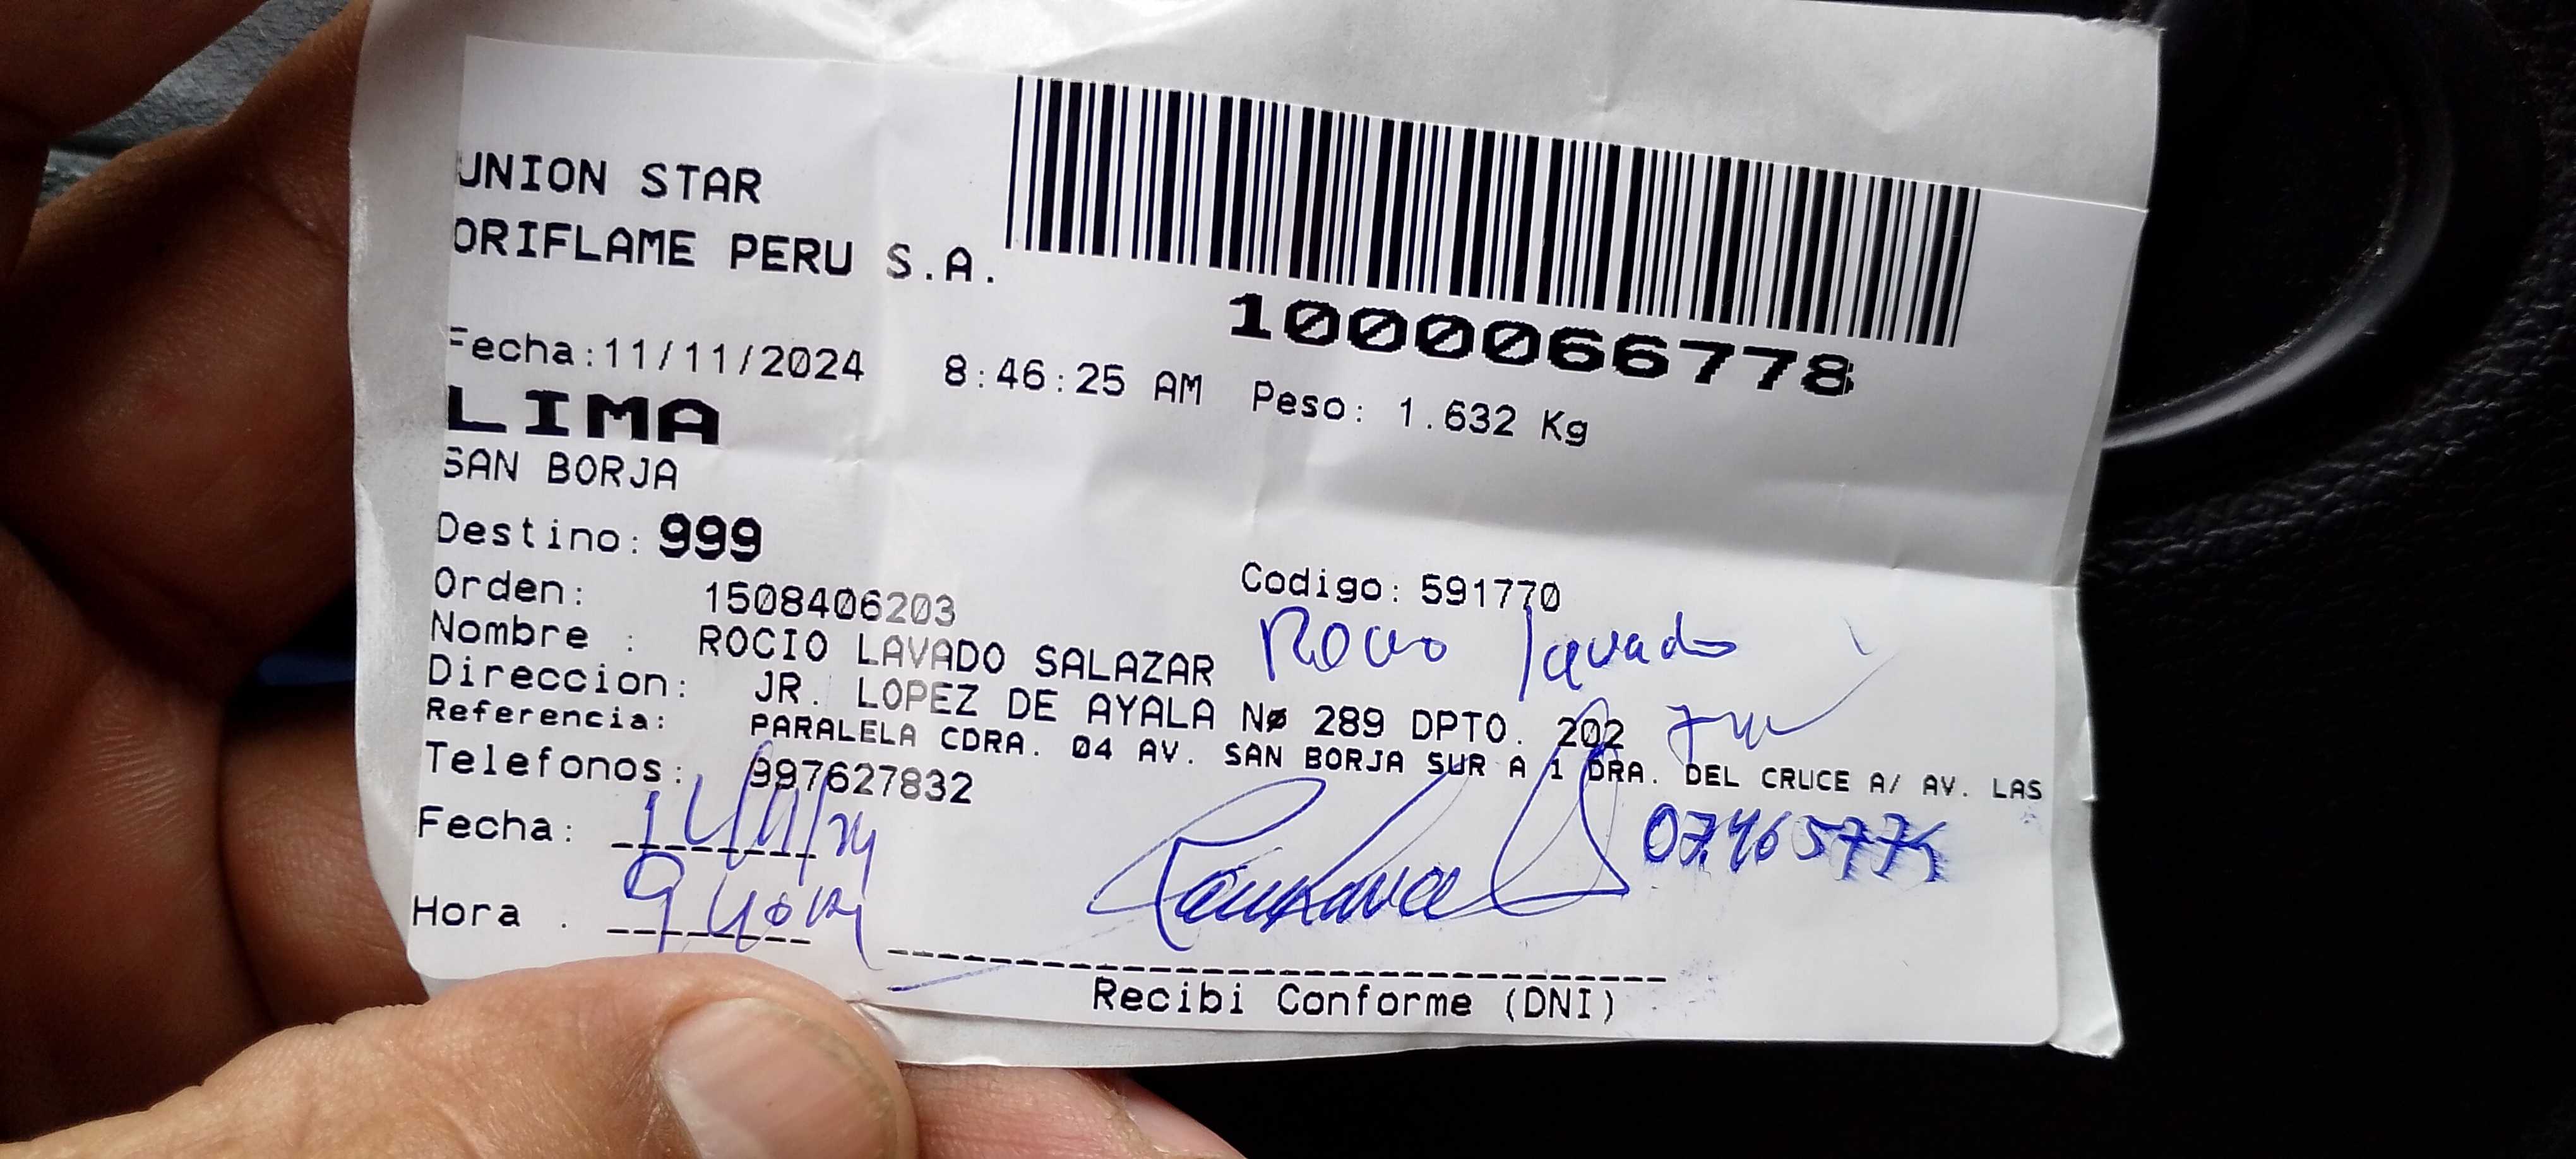 UNION STAR
ORIFLAME PERU S.A.
1000066778
Fecha:11/11/2024 8:46:25 AM Peso: 1.632 Kg
LIMA
SAN BORJA
Destino: 999
Orden: 1508406203 Codigo: 591770
Nombre : ROCIO LAVADO SALAZAR Rocio lavado
Direccion: JR. LOPEZ DE AYALA Nø 289 DPTO. 202
Referencia: PARALELA CDRA. 04 AV. SAN BORJA SUR A 1 DRA. DEL CRUCE A/ AV. LAS
Telefonos: 997627832
Fecha:
Hora :
Recibi Conforme (DNI)